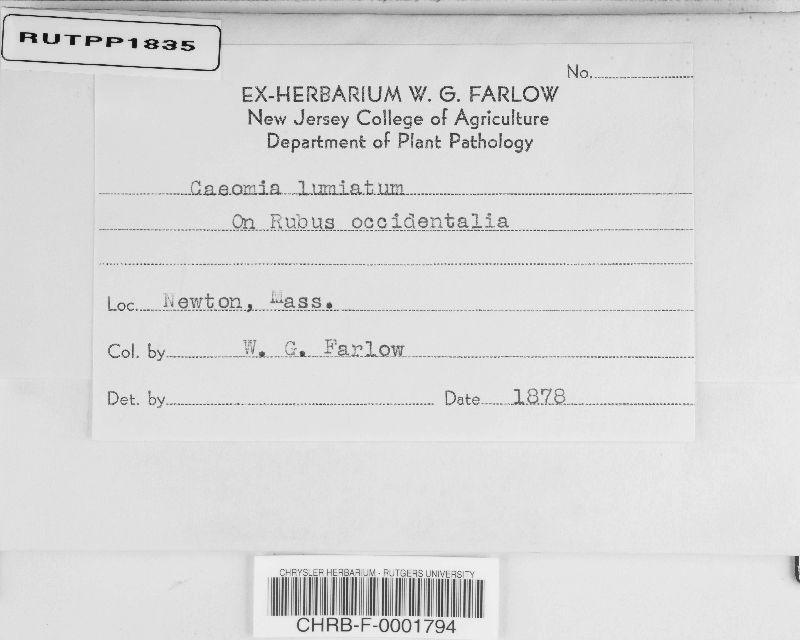 RUTPP1835
No.
EX-HERBARIUM W. G. FARLOW
New Jersey College of Agriculture
Department of Plant Pathology
Caeomia lumiatum
On Rubus occidentalia
Loc. Newton, Mass.
Col. by W. G. Farlow
Det. by Date 1878
CHRYSLER HERBARIUM - RUTGERS UNIVERSITY
CHRB-F-0001794